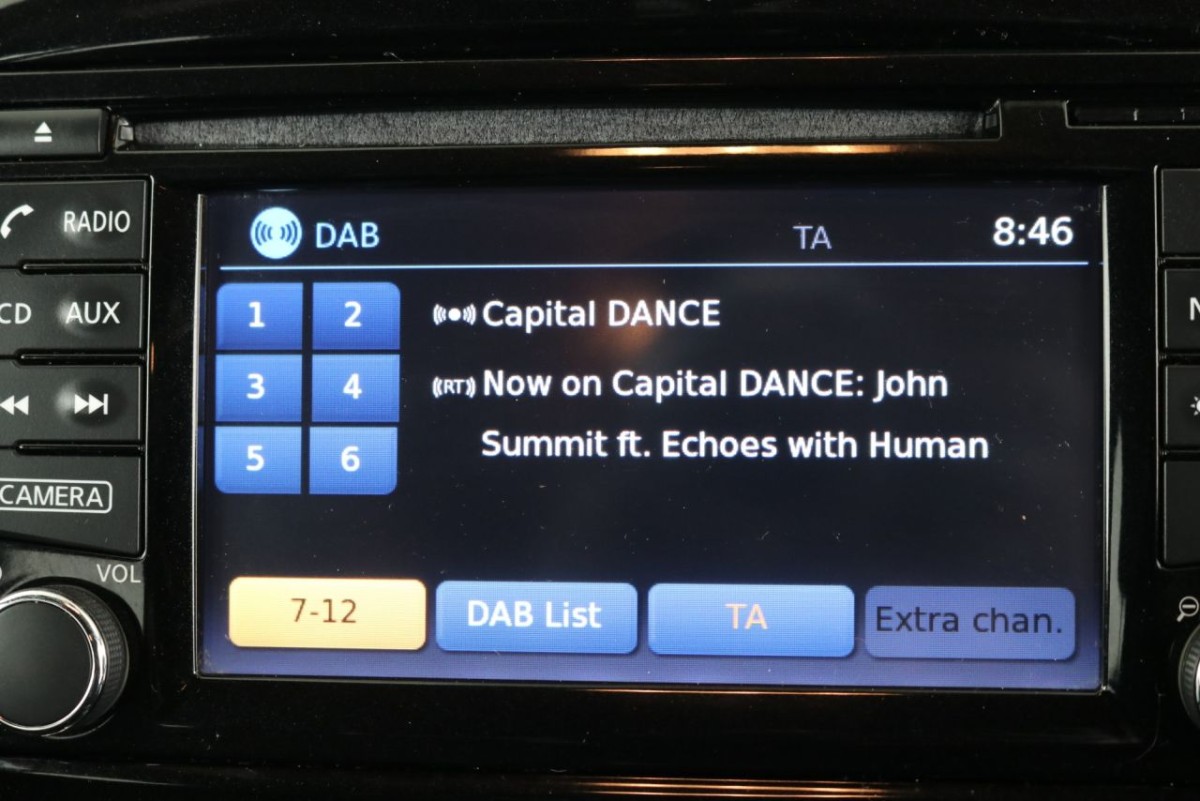 DAB
TA
8:46
RADIO
CD
AUX
CAMERA
VOL
1
2
3
4
5
6
Capital DANCE
RT
Now on Capital DANCE: John
Summit ft. Echoes with Human
7-12
DAB List
TA
Extra chan.
N